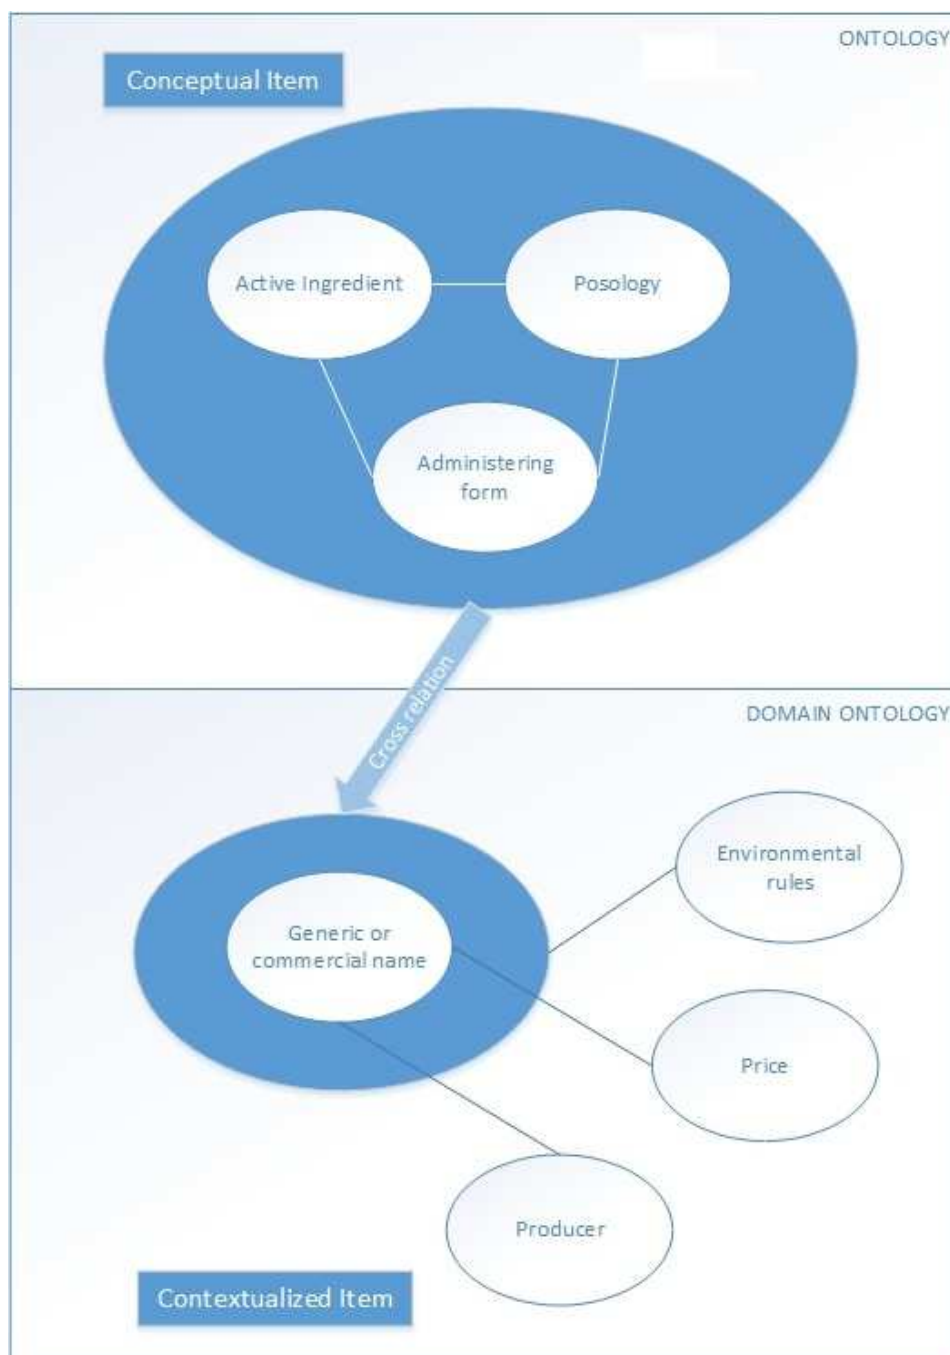 ONTOLOGY
Conceptual Item
Active Ingredient
Posology
Administering
form
Cross relation
DOMAIN ONTOLOGY
Environmental
rules
Generic or
commercial name
Price
Producer
Contextualized Item